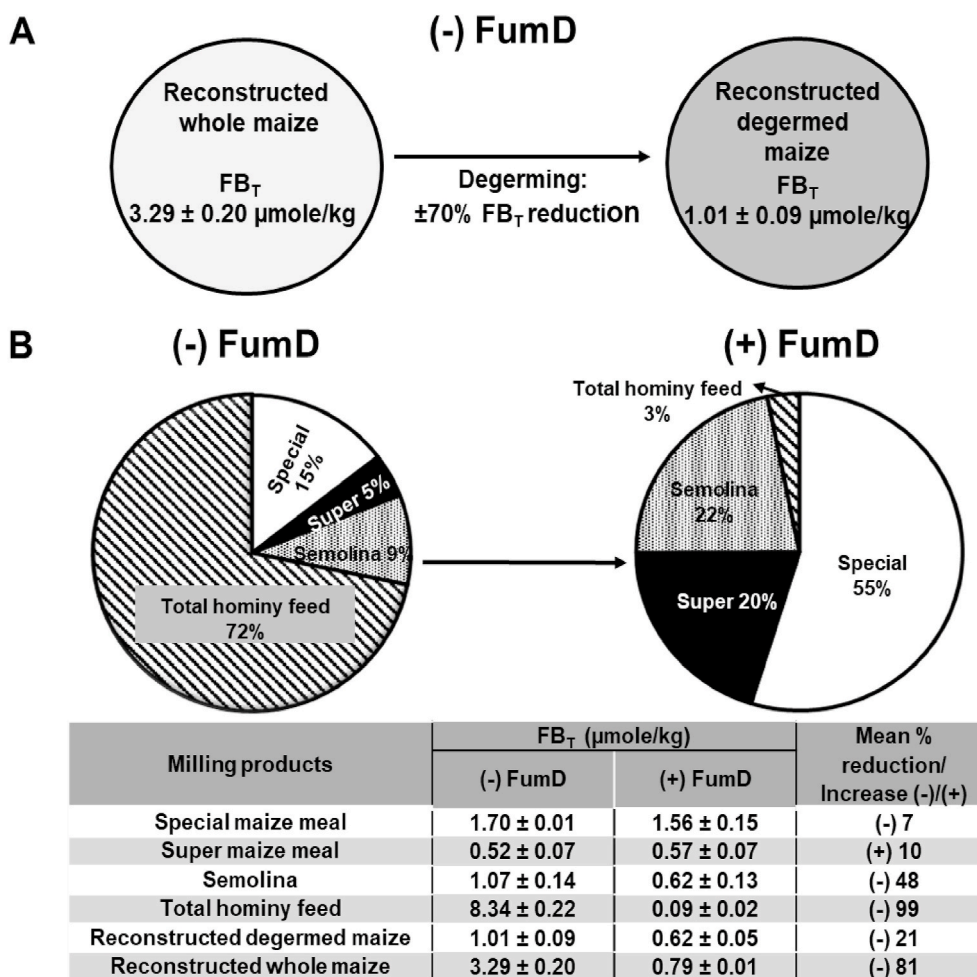 A
(-) FumD
Reconstructed
whole maize
FBT
3.29 ± 0.20 µmole/kg
Degerming:
±70% FBT reduction
Reconstructed
degermed
maize
FBT
1.01 ± 0.09 µmole/kg
B
(-) FumD
Special
15%
Super 5%
Semolina 9%
Total hominy feed
72%
(+) FumD
Total hominy feed
3%
Semolina
22%
Super 20%
Special
55%
Milling products
FBT (µmole/kg)
(-) FumD
(+) FumD
Mean %
reduction/
Increase (-)/(+)
Special maize meal 1.70 ± 0.01 1.56 ± 0.15 (-) 7
Super maize meal 0.52 ± 0.07 0.57 ± 0.07 (+) 10
Semolina 1.07 ± 0.14 0.62 ± 0.13 (-) 48
Total hominy feed 8.34 ± 0.22 0.09 ± 0.02 (-) 99
Reconstructed degermed maize 1.01 ± 0.09 0.62 ± 0.05 (-) 21
Reconstructed whole maize 3.29 ± 0.20 0.79 ± 0.01 (-) 81